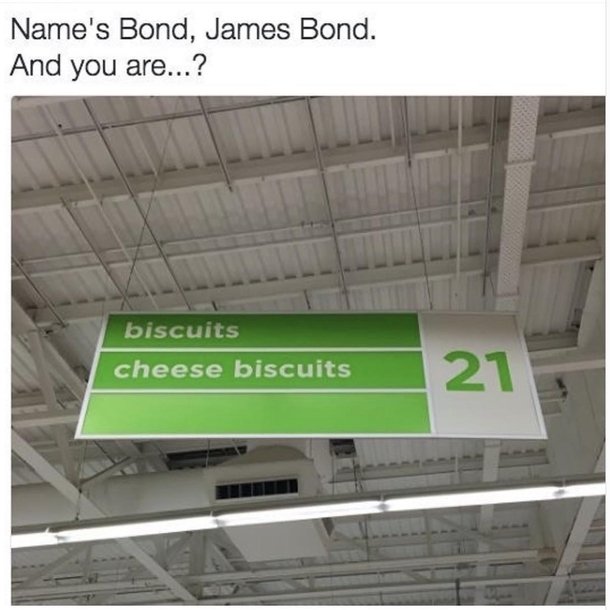 Name's Bond, James Bond.
And you are...?
biscuits
cheese biscuits
21